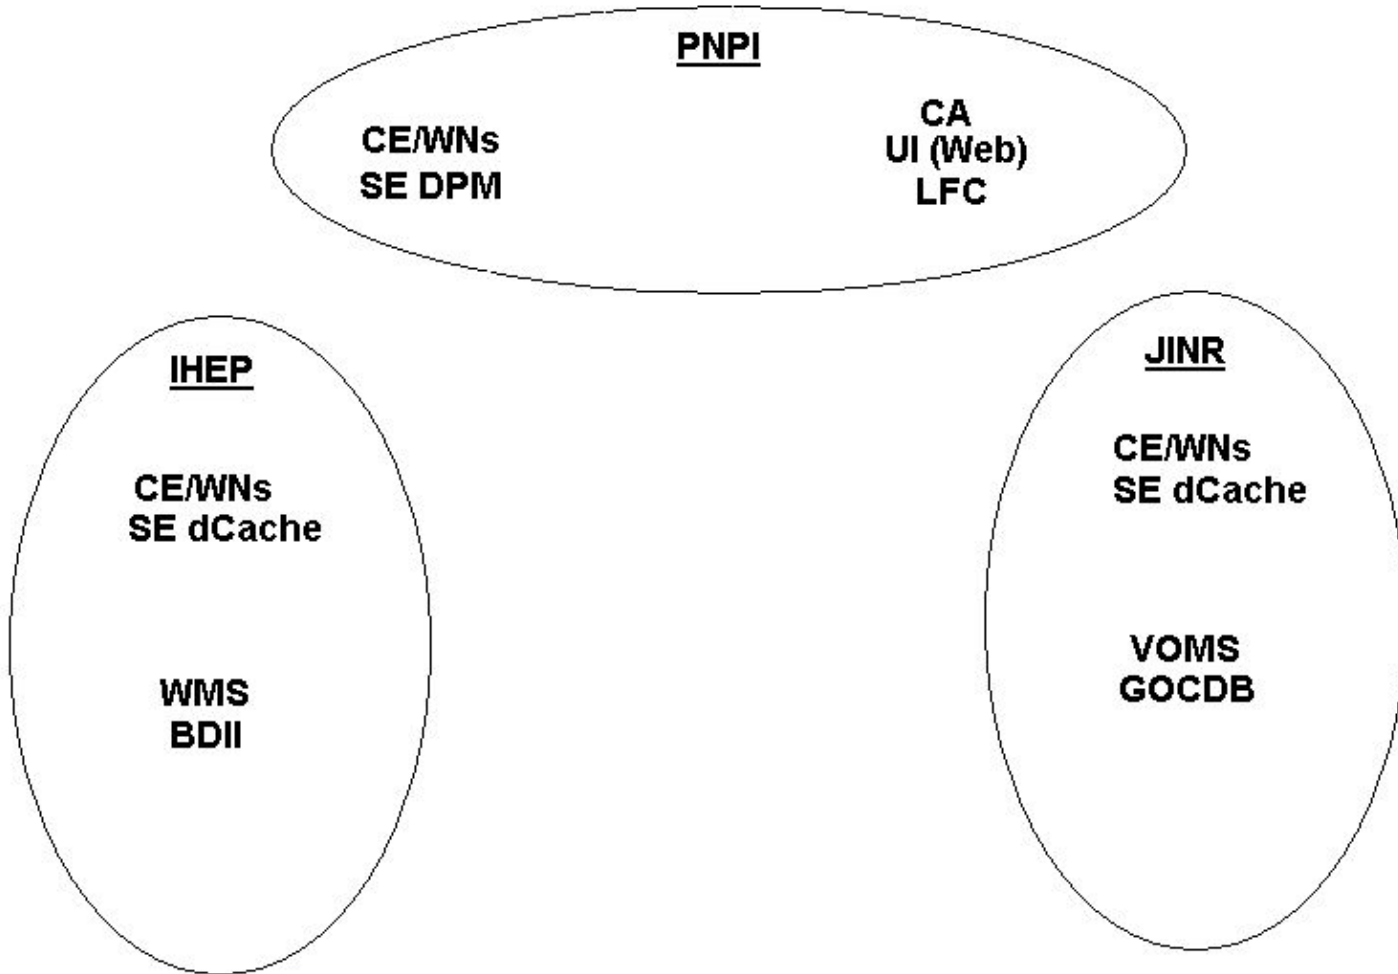 PNPI
CE/WNs
SE DPM
CA
UI (Web)
LFC
IHEP
CE/WNs
SE dCache
WMS
BDII
JINR
CE/WNs
SE dCache
VOMS
GOCDB